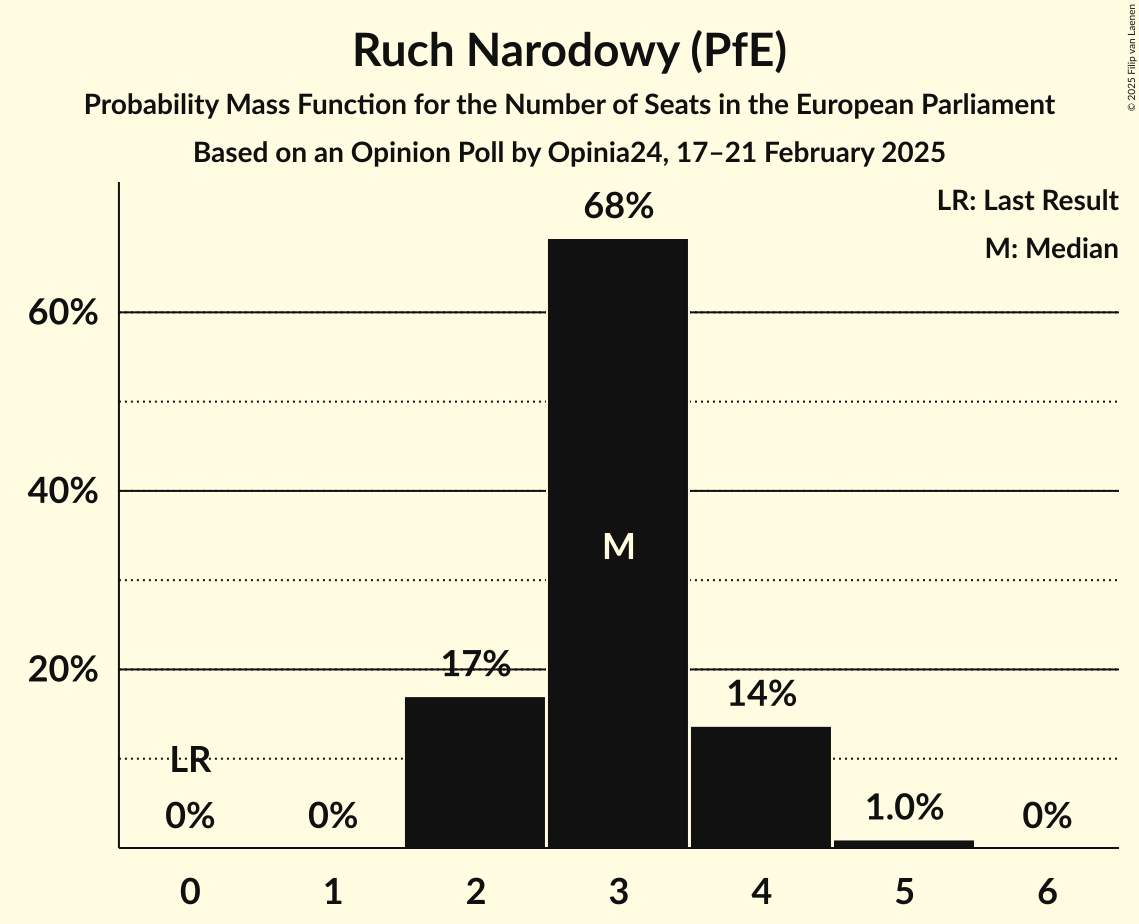 Ruch Narodowy (PfE)
Probability Mass Function for the Number of Seats in the European Parliament
Based on an Opinion Poll by Opinia24, 17–21 February 2025
© 2025 Filip van Laenen
LR: Last Result
M: Median
68%
60%
40%
M
20%
17%
14%
LR
0%
0%
1.0%
0%
0 1 2 3 4 5 6